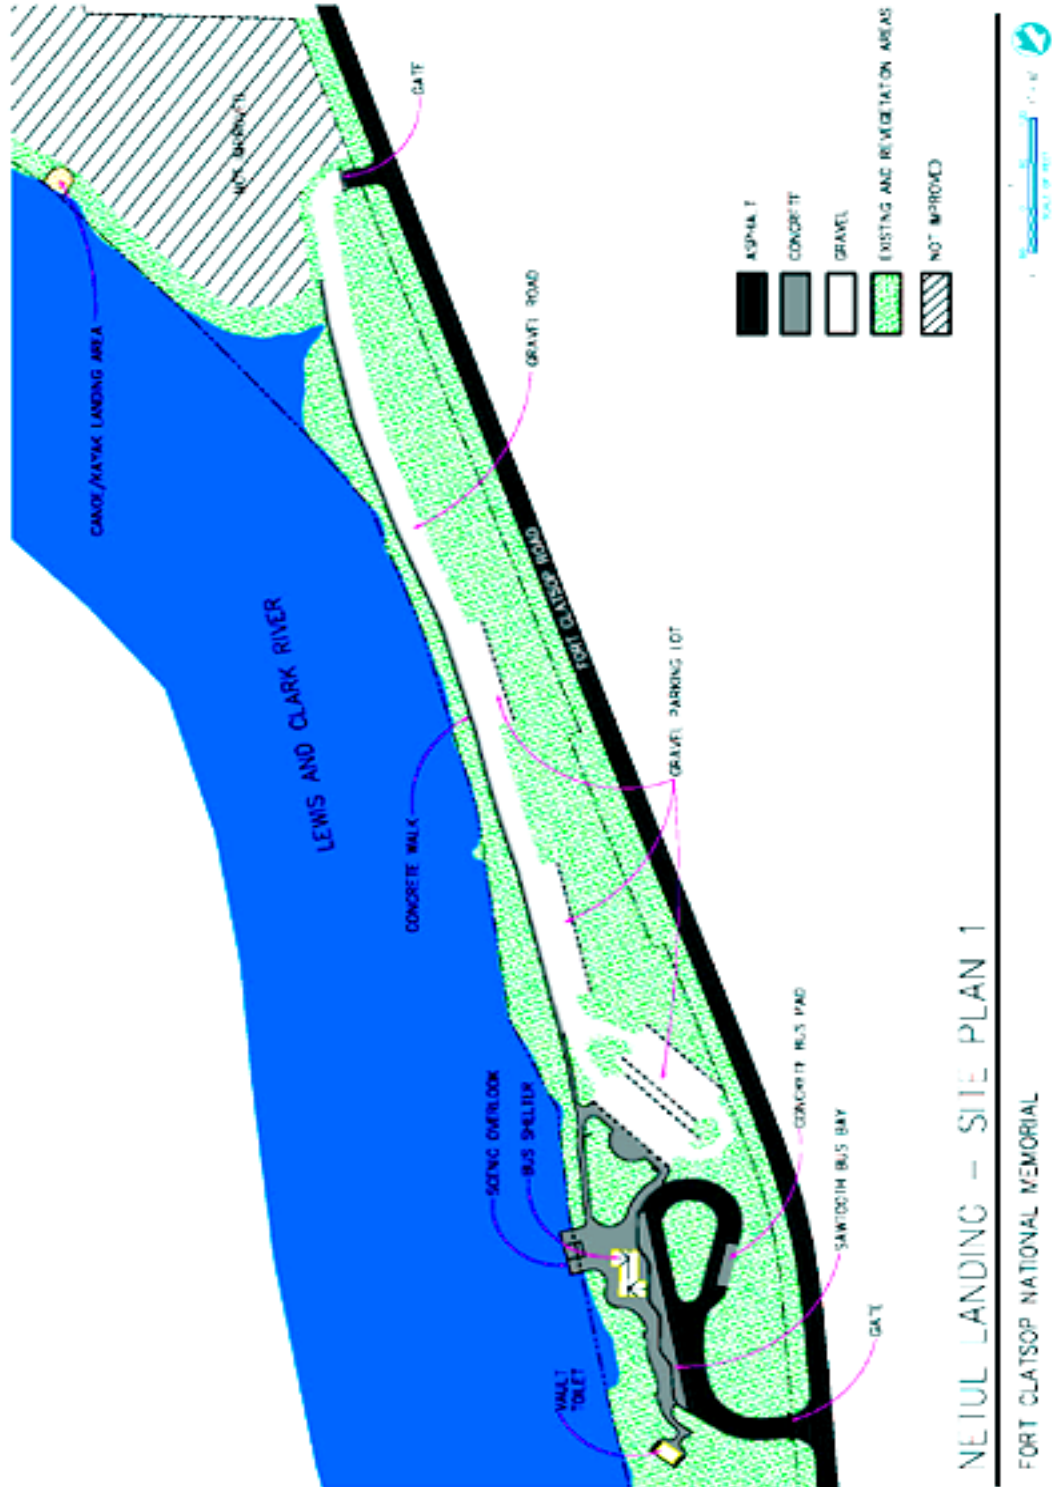 CANOE/KAYAK LANDING AREA
NOT IMPROVED
GATE
GRAVEL ROAD
LEWIS AND CLARK RIVER
CONCRETE WALK
FORT CLATSOP ROAD
GRAVEL PARKING LOT
SCENIC OVERLOOK
BUS SHELTER
VAULT
TOILET
CONCRETE BUS PAD
SAWTOOTH BUS BAY
GATE
ASPHALT
CONCRETE
GRAVEL
EXISTING AND REVEGETATION AREAS
NOT IMPROVED
NETUL LANDING - SITE PLAN 1
FORT CLATSOP NATIONAL MEMORIAL